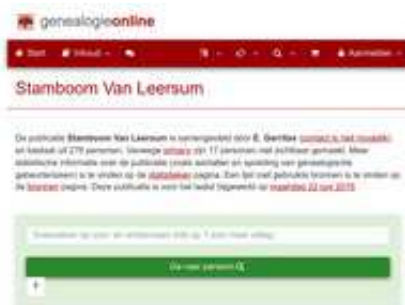 genealogieonline
Start Inhoud Aanmelden
Stamboom Van Leersum
De publicatie Stamboom Van Leersum is samengesteld door E. Gerritse (contact is niet mogelijk)
en bestaat uit 279 personen. Vanwege privacy zijn 17 personen niet zichtbaar gemaakt. Meer
statistische informatie over de publicatie (zoals aantallen en spreiding van genealogische
gebeurtenissen) is te vinden op de statistieken pagina. Een lijst met gebruikte bronnen is te vinden op
de bronnen pagina. Deze publicatie is voor het laatst bijgewerkt op
Ga naar persoon